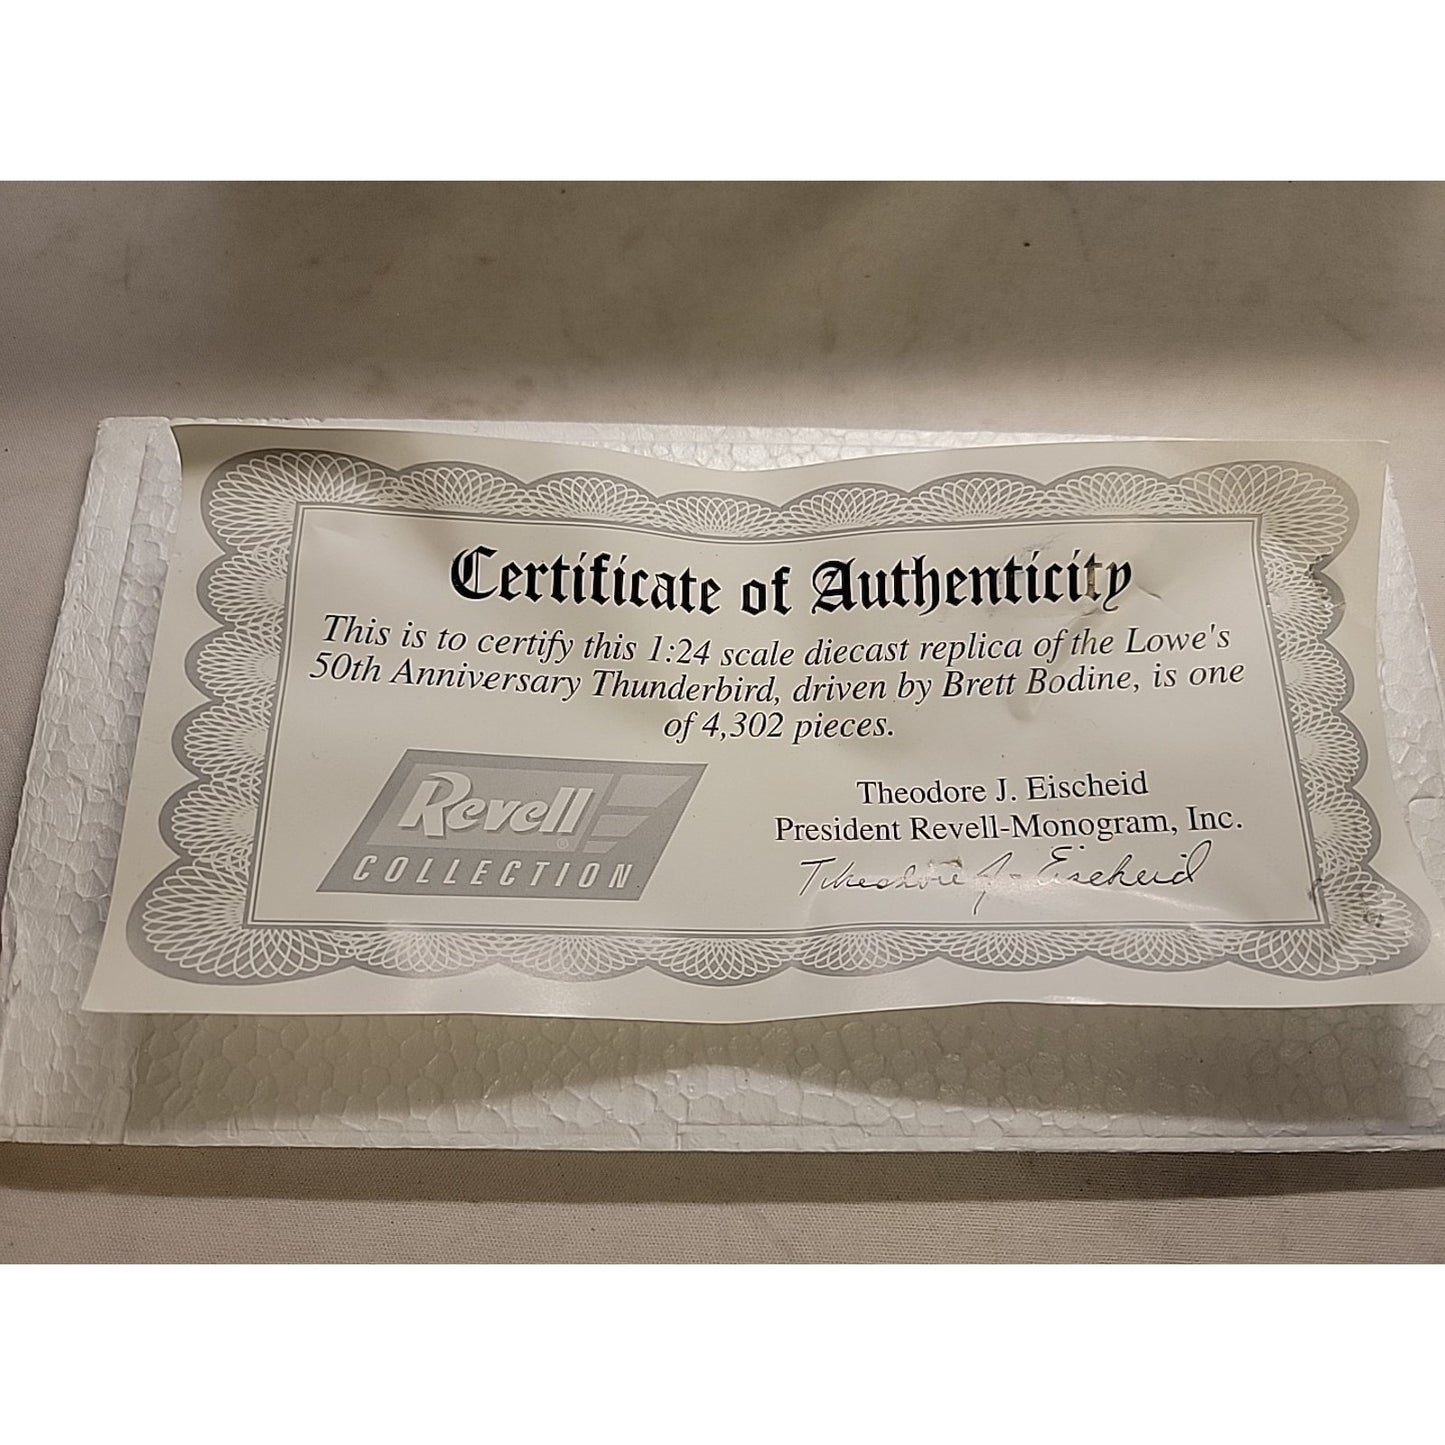 Certificate of Authenticity
This is to certify this 1:24 scale diecast replica of the Lowe's
50th Anniversary Thunderbird, driven by Brett Bodine, is one
of 4,302 pieces.
Revell®
COLLECTION
Theodore J. Eischeid
President Revell-Monogram, Inc.
Theodore J. Eischeid